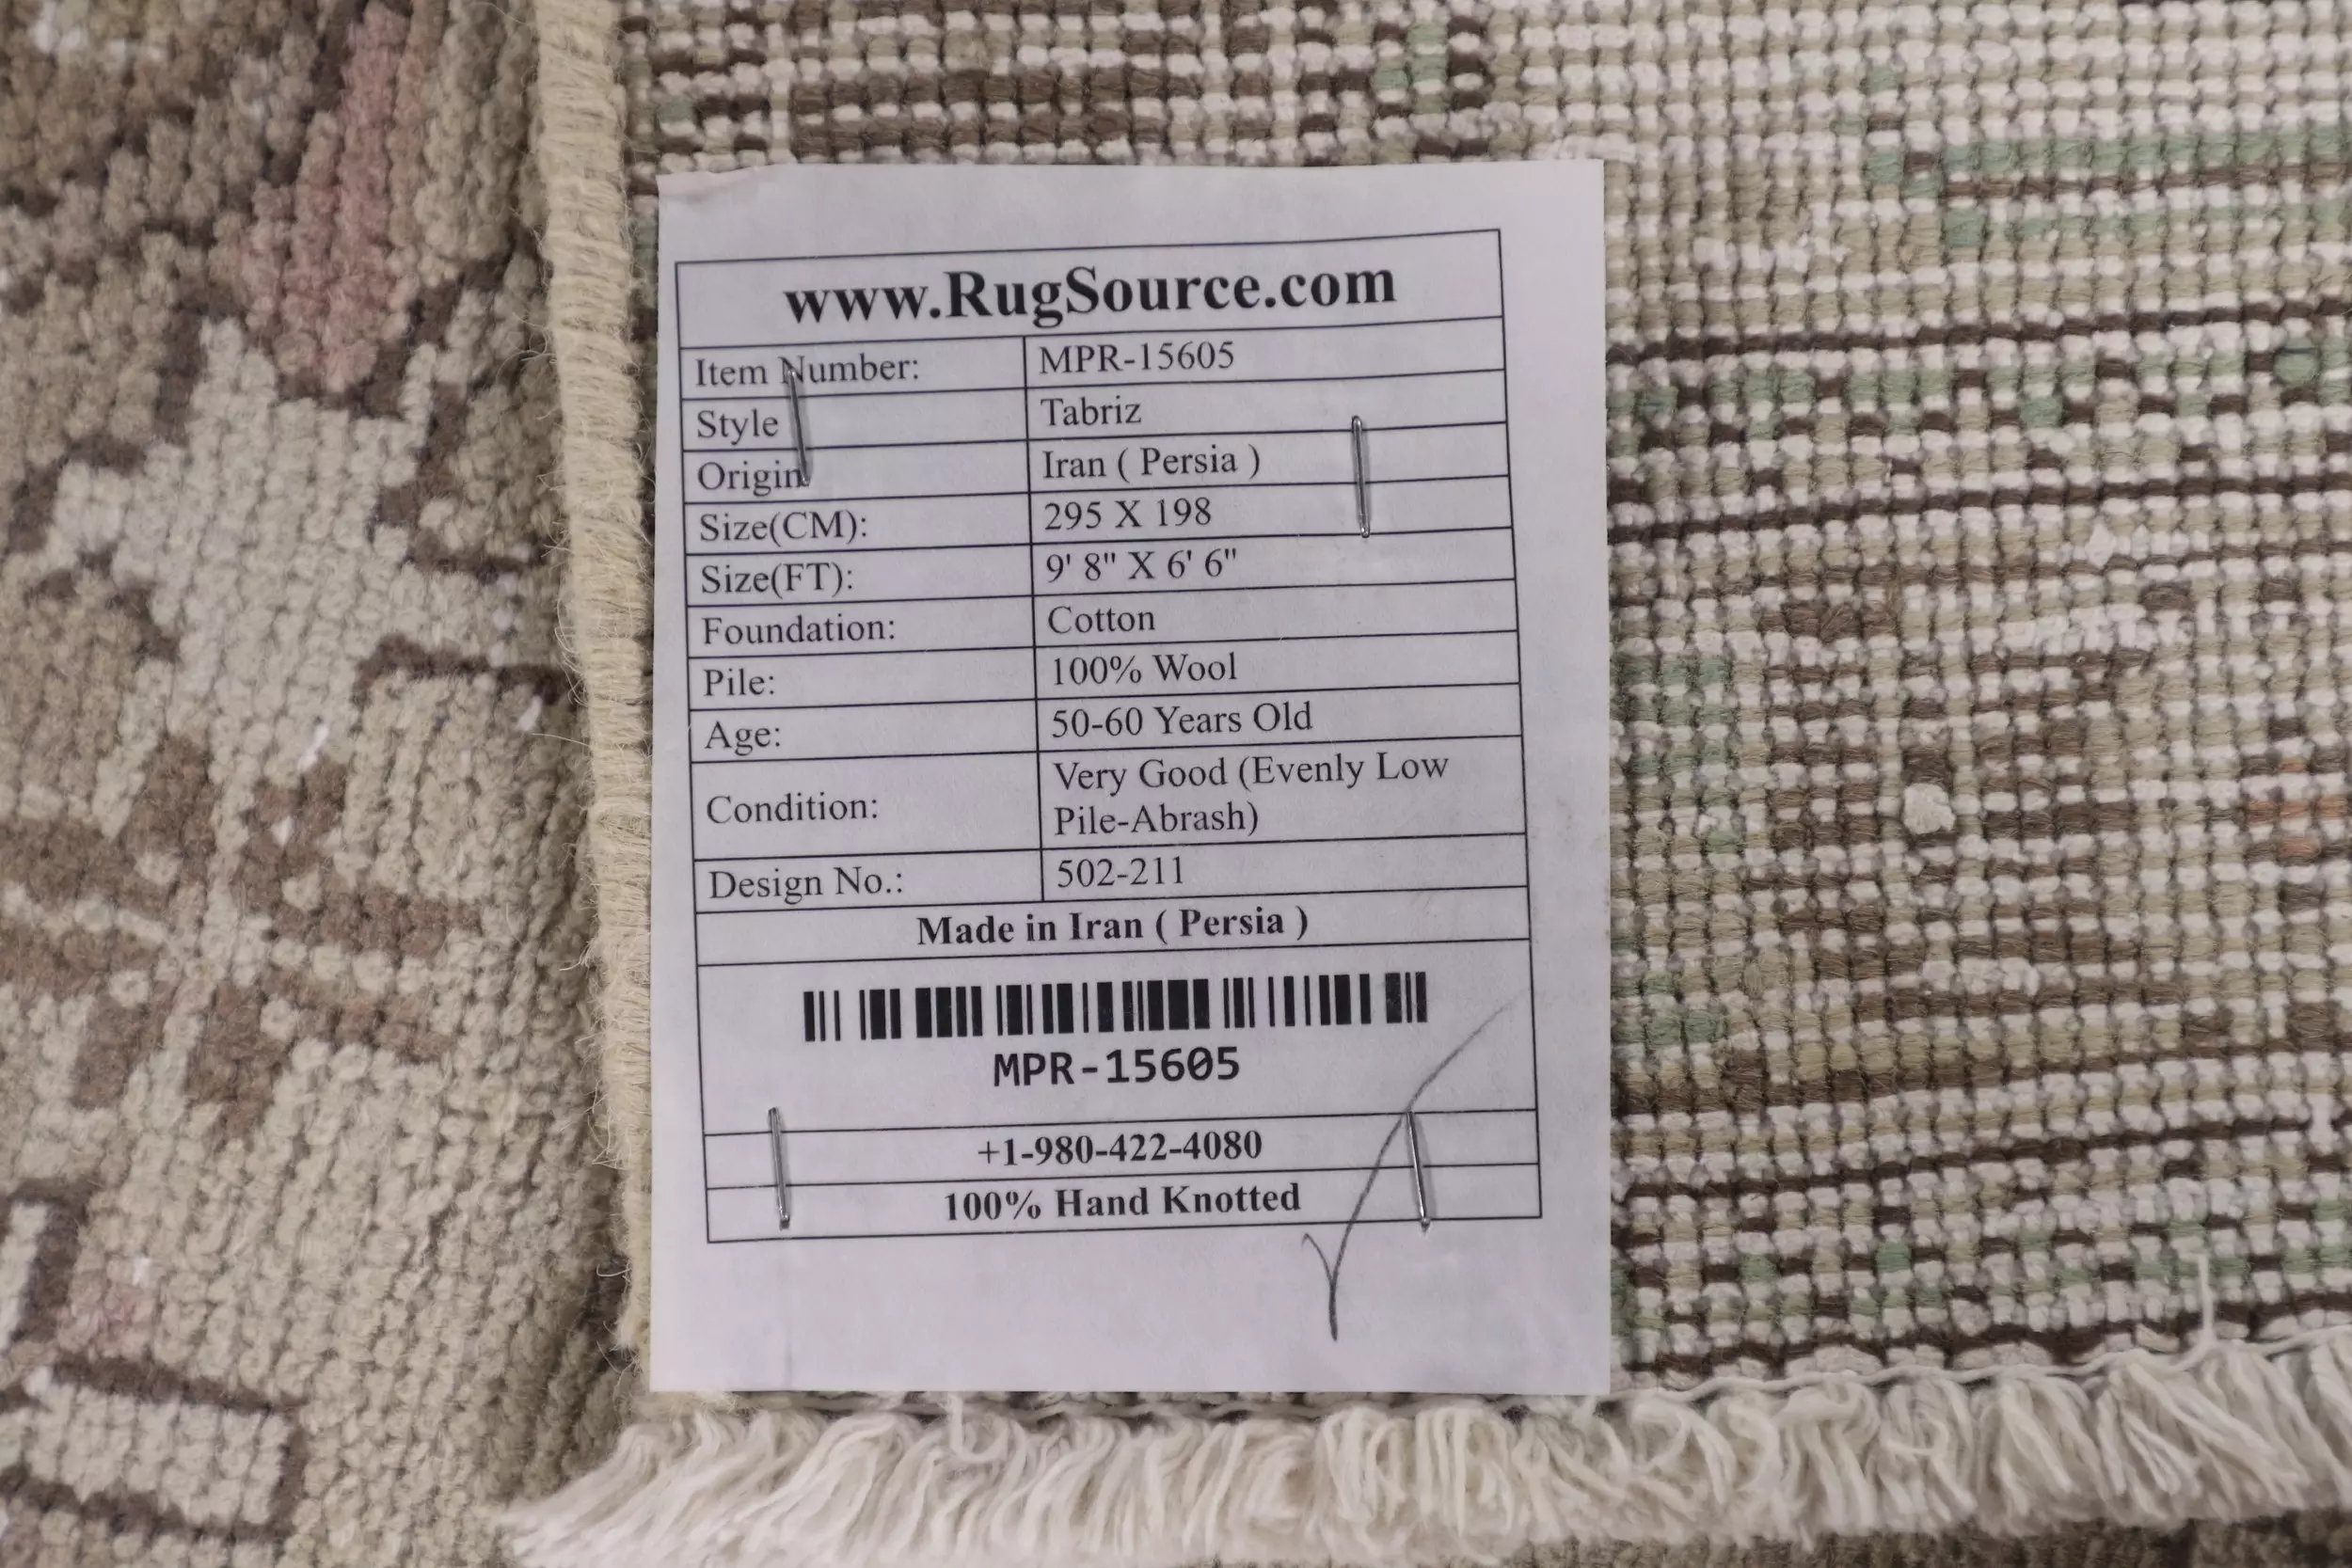 www.RugSource.com
Item Number: MPR-15605
Style Tabriz
Origin Iran ( Persia )
Size(CM): 295 X 198
Size(FT): 9' 8" X 6' 6"
Foundation: Cotton
Pile: 100% Wool
Age: 50-60 Years Old
Condition: Very Good (Evenly Low
Pile-Abrash)
Design No.: 502-211
Made in Iran ( Persia )
MPR-15605
+1-980-422-4080
100% Hand Knotted